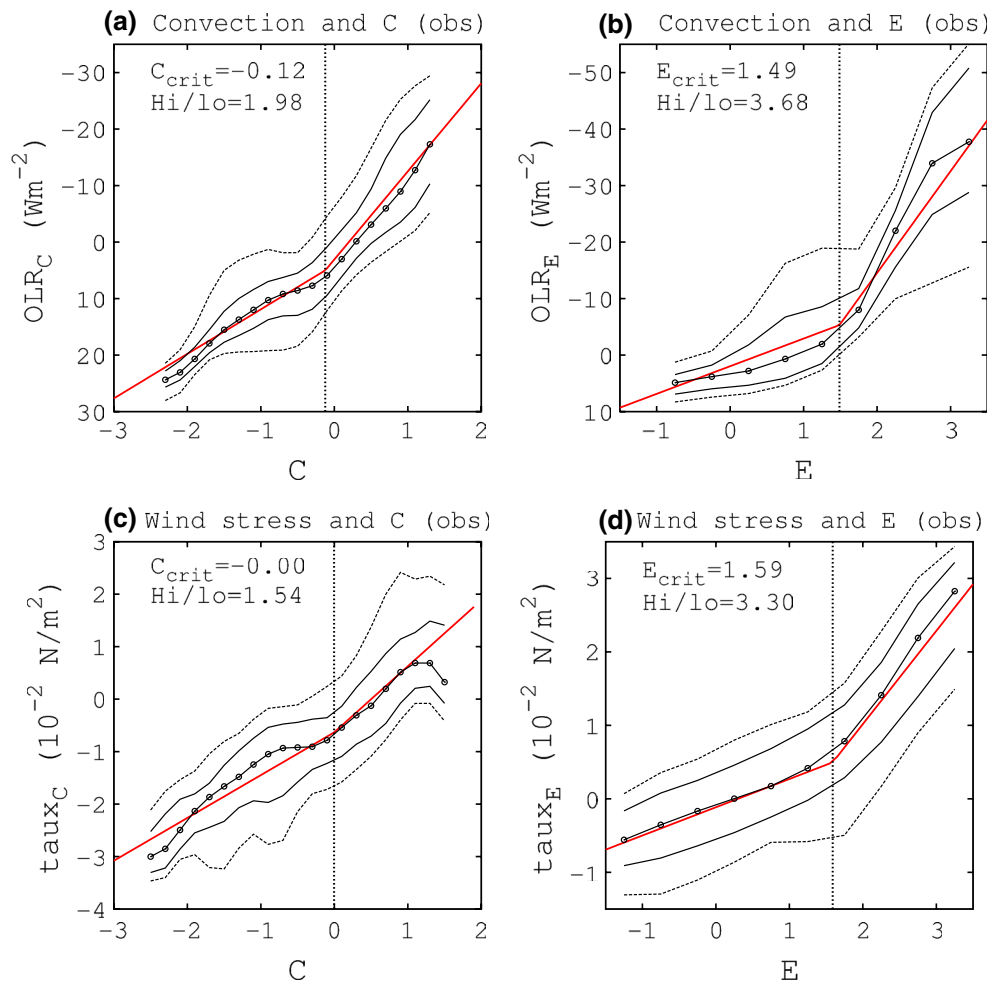 (a) Convection and C (obs)
C_crit=-0.12
Hi/lo=1.98
OLR_C (Wm^-2)
-30
-20
-10
0
10
20
30
-3 -2 -1 0 1 2
C
(b) Convection and E (obs)
E_crit=1.49
Hi/lo=3.68
OLR_E (Wm^-2)
-50
-40
-30
-20
-10
0
10
-1 0 1 2 3
E
(c) Wind stress and C (obs)
C_crit=-0.00
Hi/lo=1.54
taux_C (10^-2 N/m^2)
3
2
1
0
-1
-2
-3
-4
-3 -2 -1 0 1 2
C
(d) Wind stress and E (obs)
E_crit=1.59
Hi/lo=3.30
taux_E (10^-2 N/m^2)
3
2
1
0
-1
-1 0 1 2 3
E